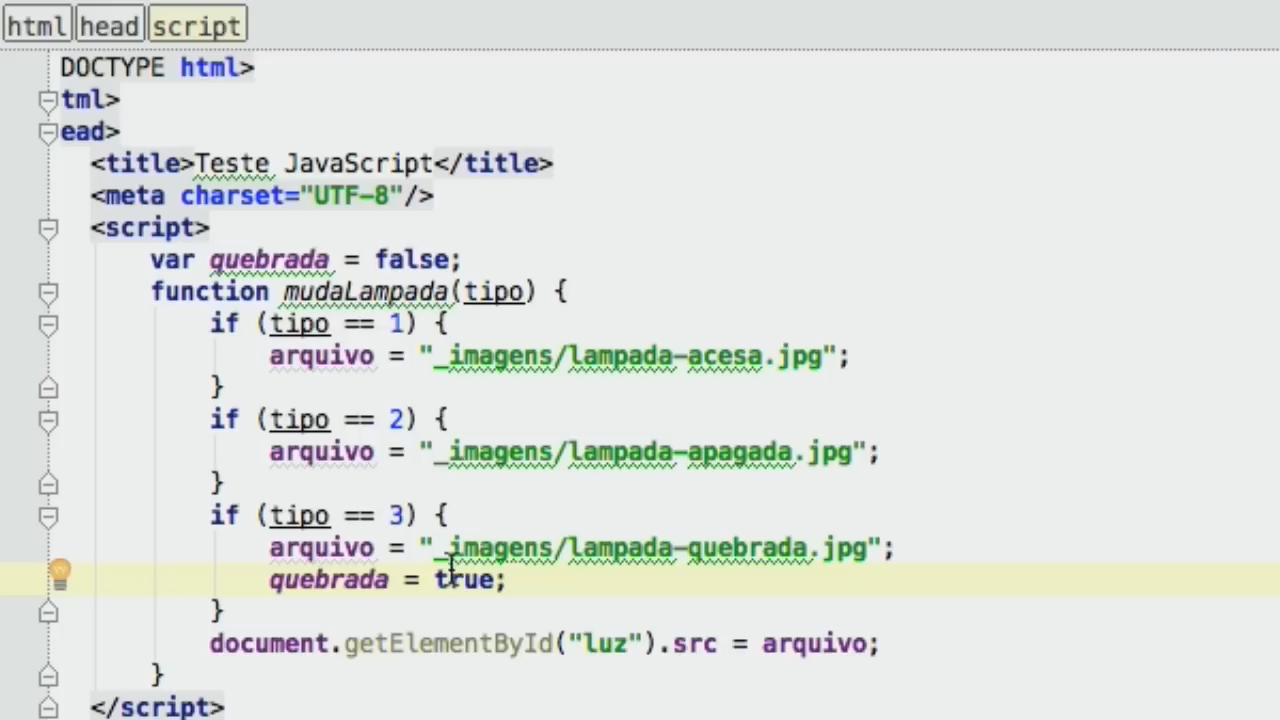 html head script
DOCTYPE html>
tml>
ead>
<title>Teste JavaScript</title>
<meta charset="UTF-8"/>
<script>
var quebrada = false;
function mudaLampada(tipo) {
if (tipo == 1) {
arquivo = "_imagens/lampada-acesa.jpg";
}
if (tipo == 2) {
arquivo = "_imagens/lampada-apagada.jpg";
}
if (tipo == 3) {
arquivo = "_imagens/lampada-quebrada.jpg";
quebrada = true;
}
document.getElementById("luz").src = arquivo;
}
</script>